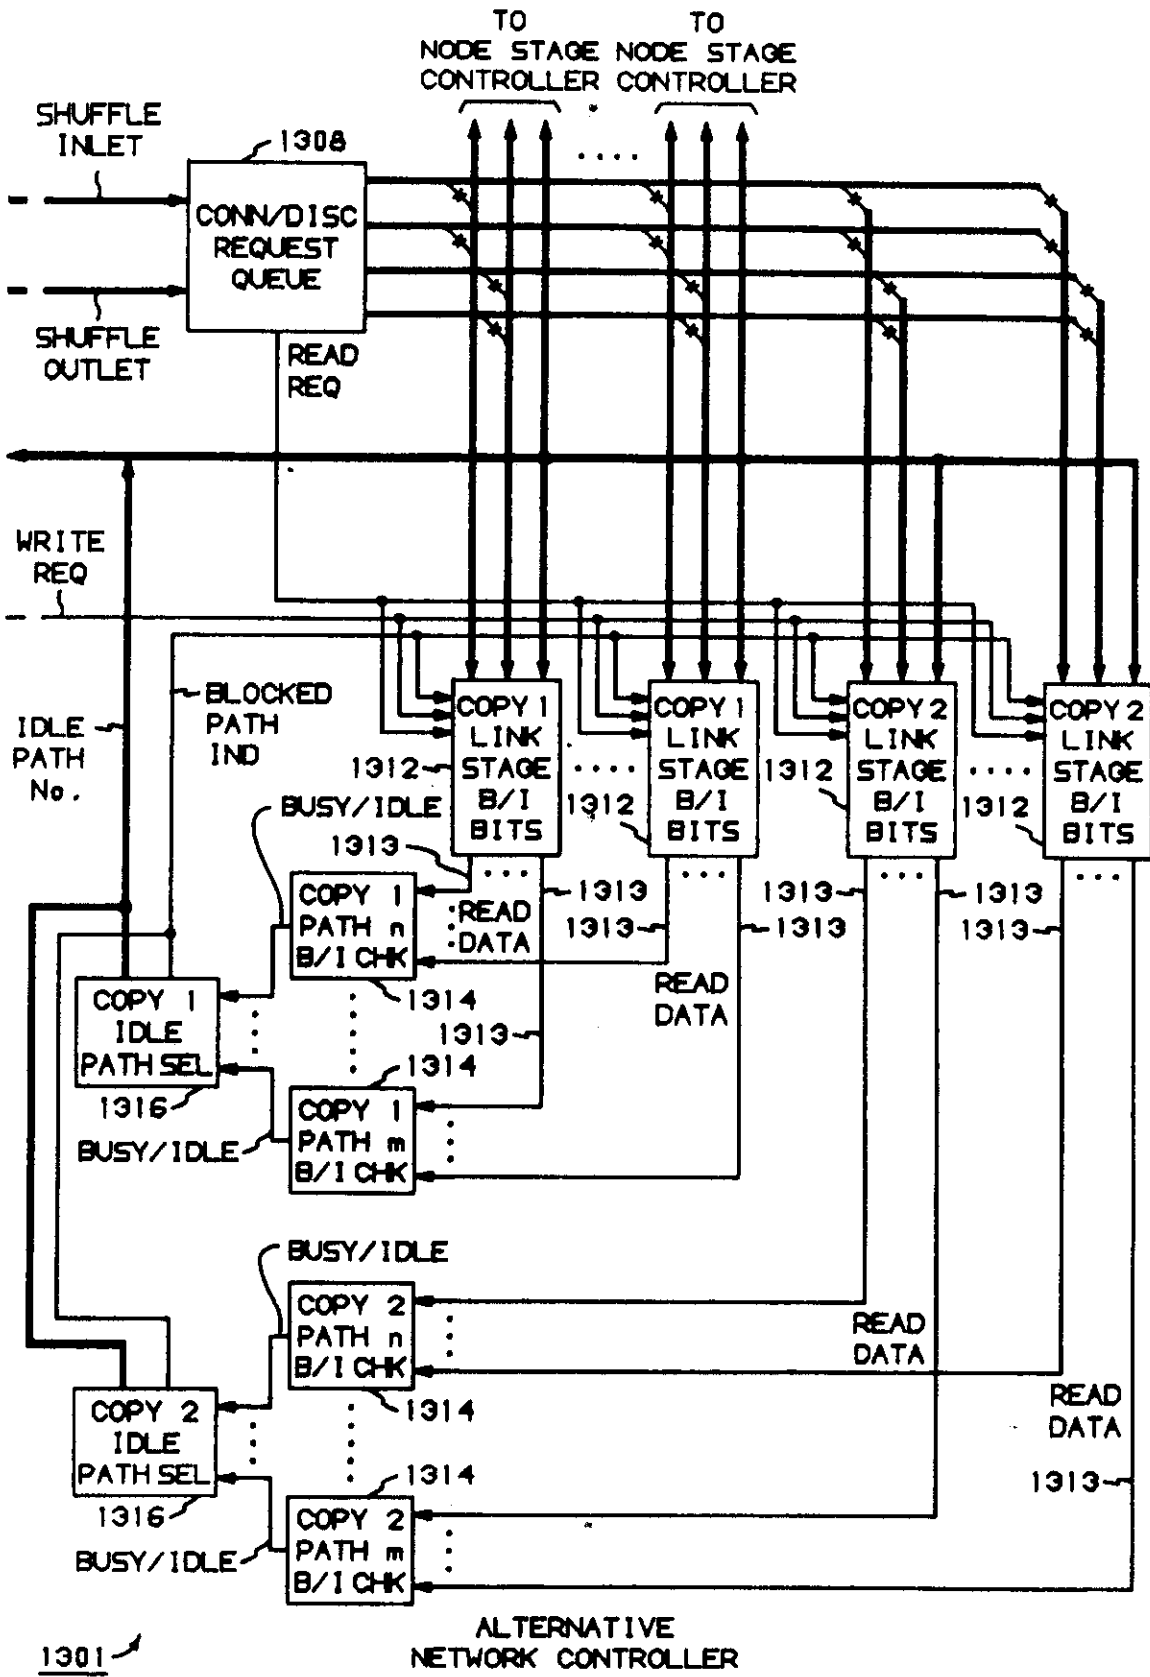 TO
NODE STAGE
CONTROLLER
TO
NODE STAGE
CONTROLLER
SHUFFLE
INLET
1308
CONN/DISC
REQUEST
QUEUE
SHUFFLE
OUTLET
READ
REQ
WRITE
REQ
IDLE
PATH
No.
BLOCKED
PATH
IND
COPY 1
LINK
STAGE
B/I
BITS
1312
COPY 1
LINK
STAGE
B/I
BITS
1312
COPY 2
LINK
STAGE
B/I
BITS
1312
COPY 2
LINK
STAGE
B/I
BITS
1312
BUSY/IDLE
1313
1313
1313
1313
1313
1313
1313
READ
DATA
READ
DATA
COPY 1
PATH n
B/I CHK
1314
1313
COPY 1
IDLE
PATH SEL
1316
1314
COPY 1
PATH m
B/I CHK
BUSY/IDLE
BUSY/IDLE
COPY 2
PATH n
B/I CHK
1314
READ
DATA
READ
DATA
COPY 2
IDLE
PATH SEL
1316
1314
1313
COPY 2
PATH m
B/I CHK
BUSY/IDLE
ALTERNATIVE
NETWORK CONTROLLER
1301